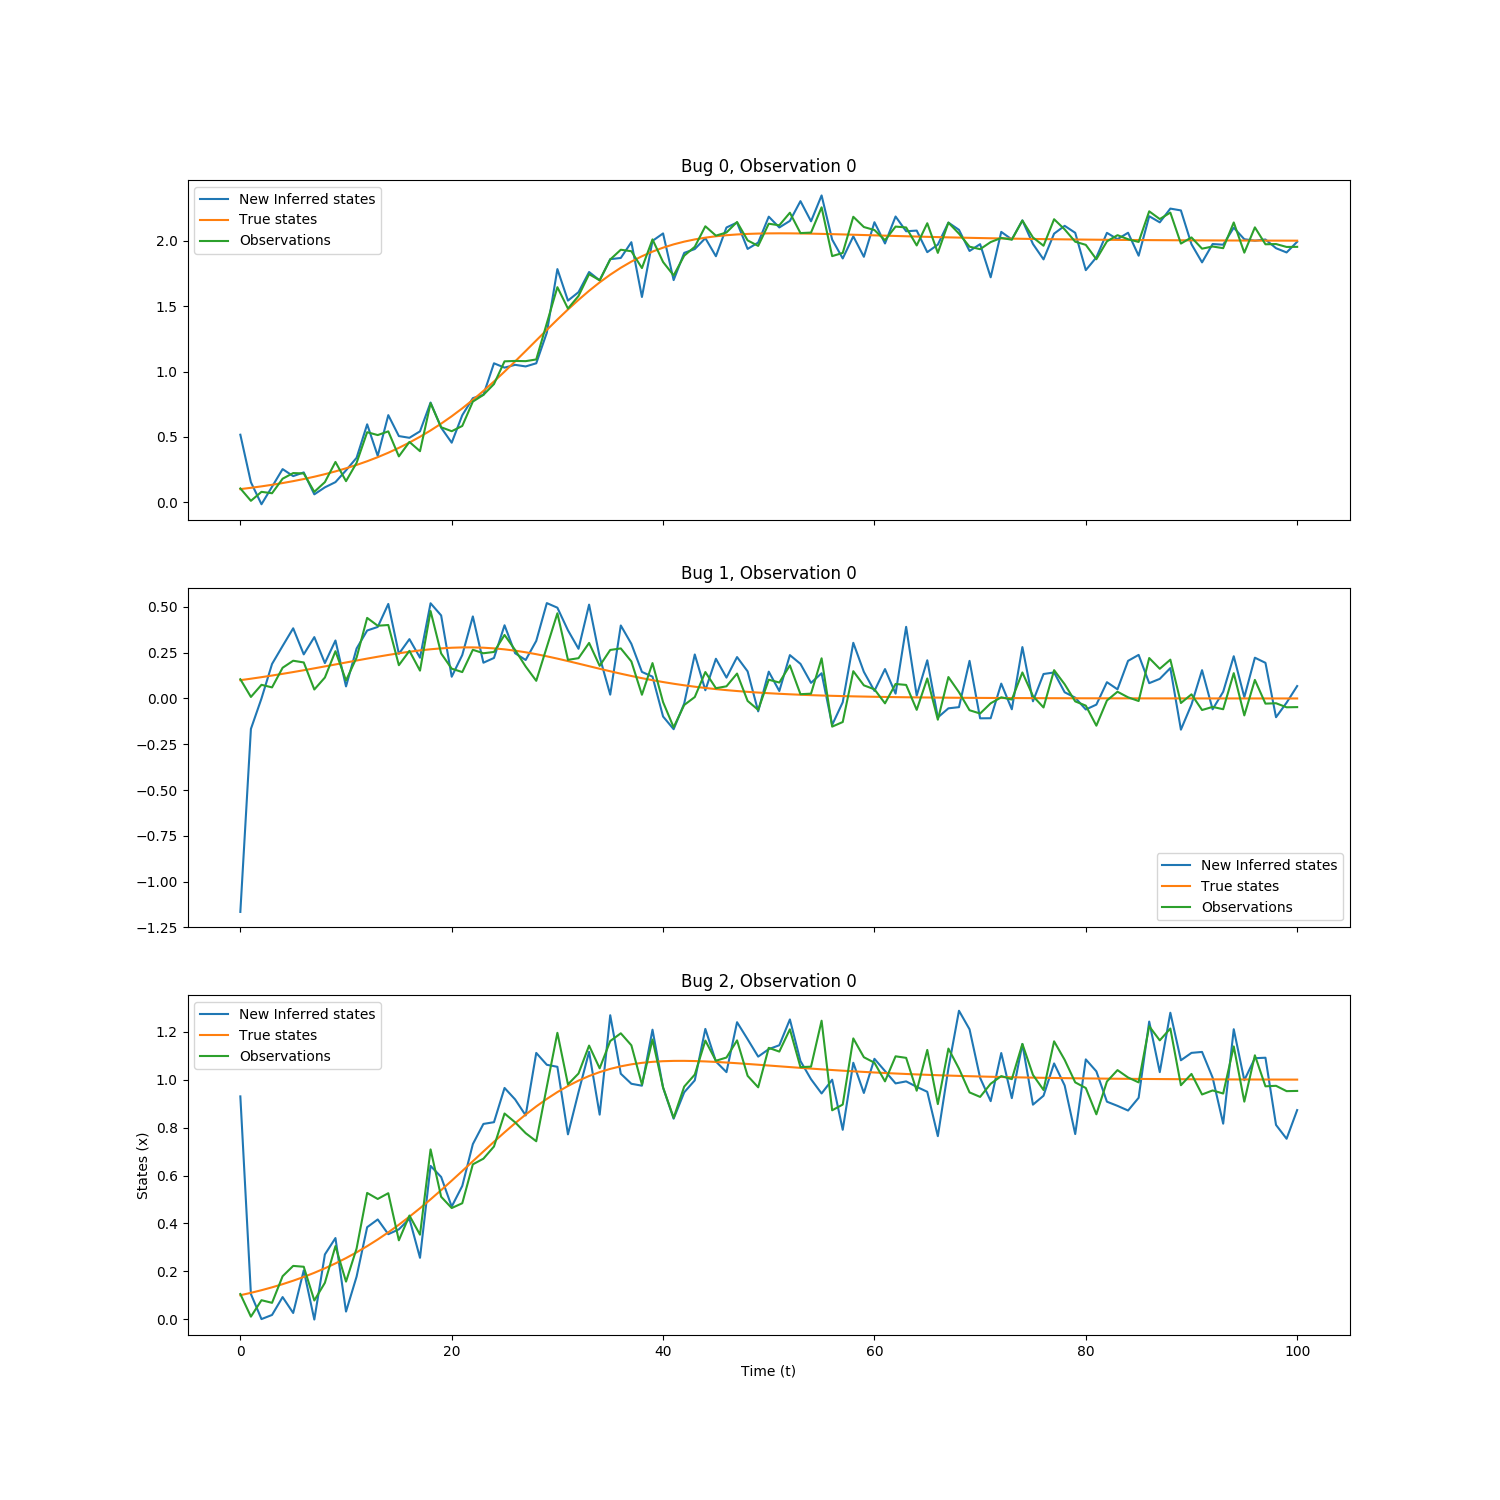 Bug 0, Observation 0
New Inferred states
True states
Observations
2.0
1.5
1.0
0.5
0.0
Bug 1, Observation 0
0.50
0.25
0.00
−0.25
−0.50
−0.75
−1.00
−1.25
New Inferred states
True states
Observations
Bug 2, Observation 0
New Inferred states
True states
Observations
1.2
1.0
0.8
0.6
0.4
0.2
0.0
States (x)
0 20 40 60 80 100
Time (t)